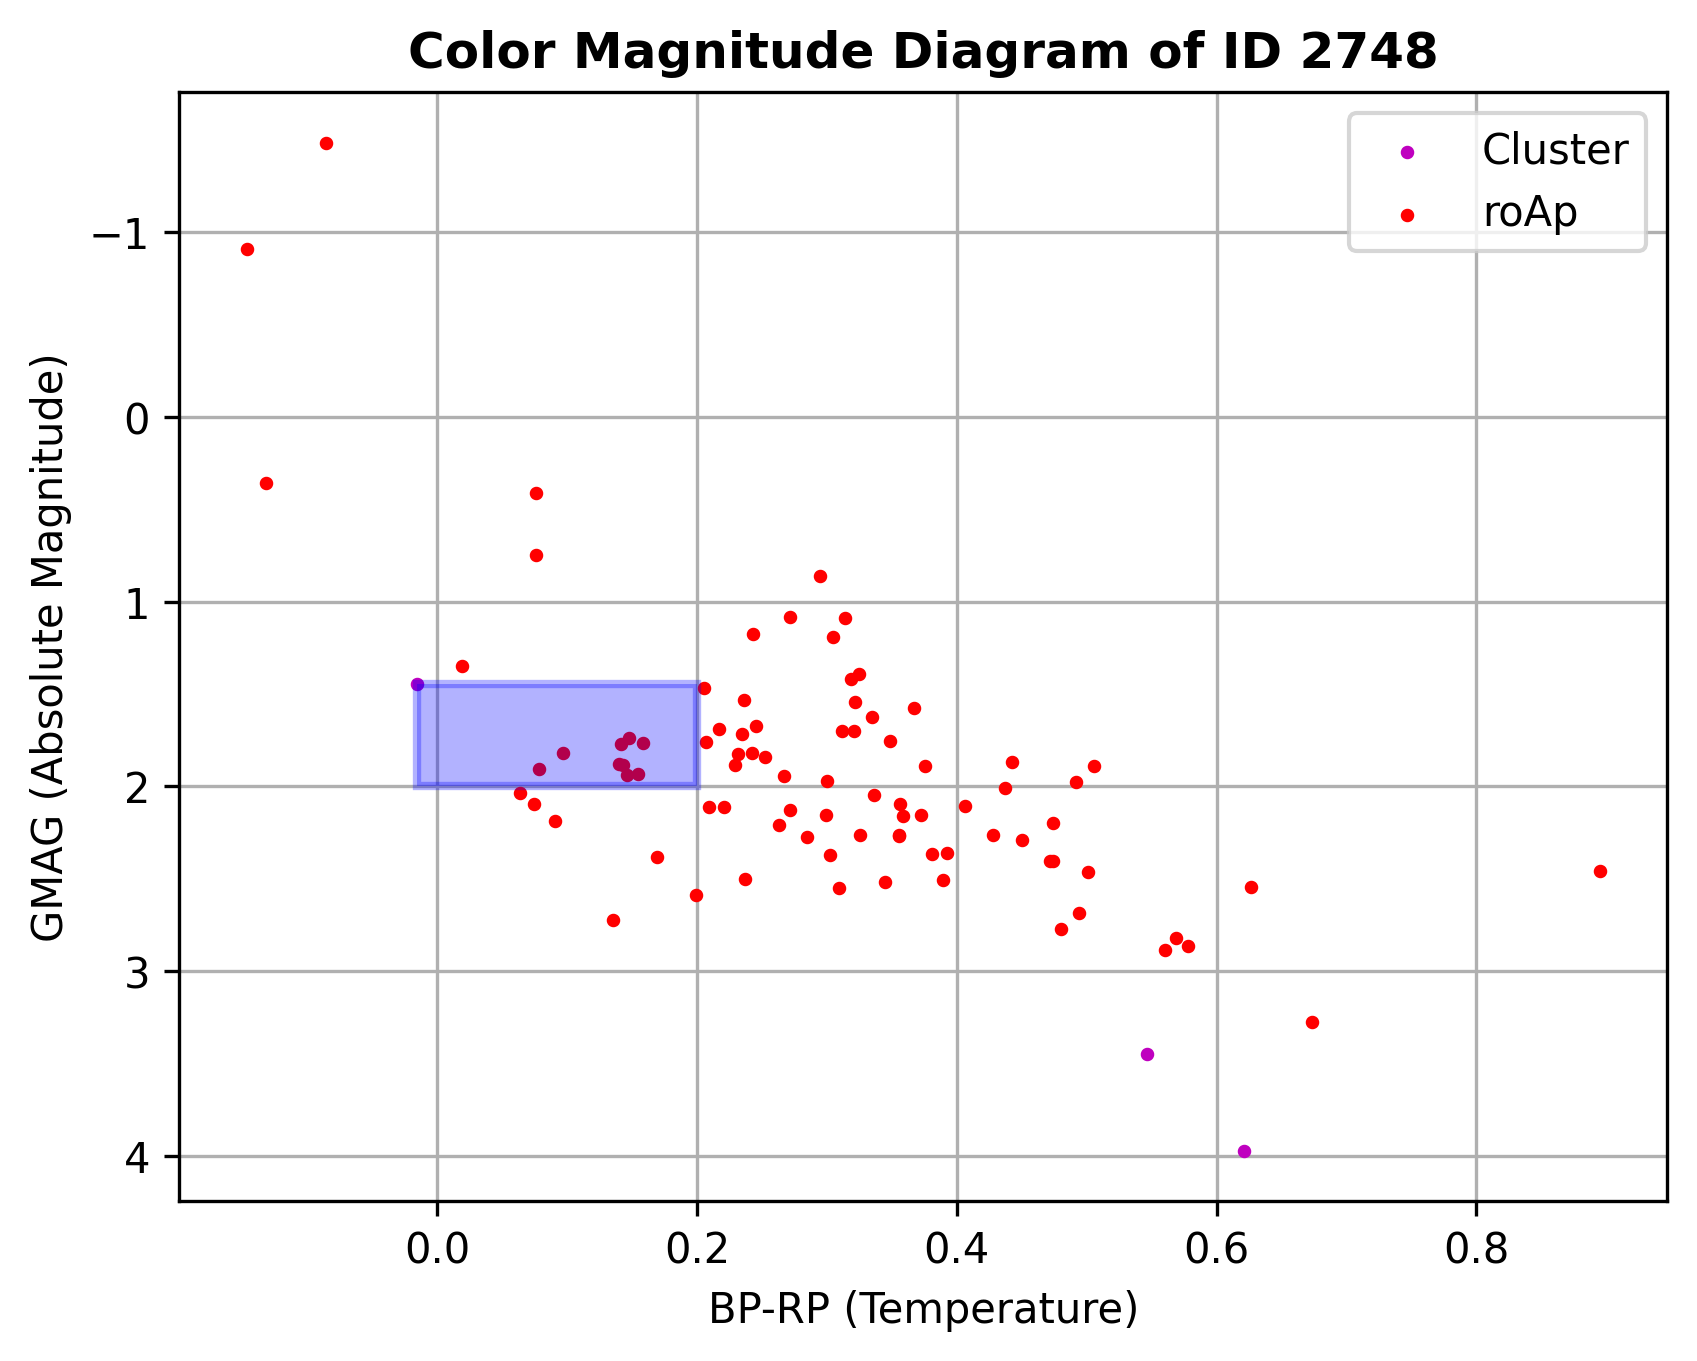 Color Magnitude Diagram of ID 2748
Cluster
roAp
GMAG (Absolute Magnitude)
−1
0
1
2
3
4
0.0 0.2 0.4 0.6 0.8
BP-RP (Temperature)